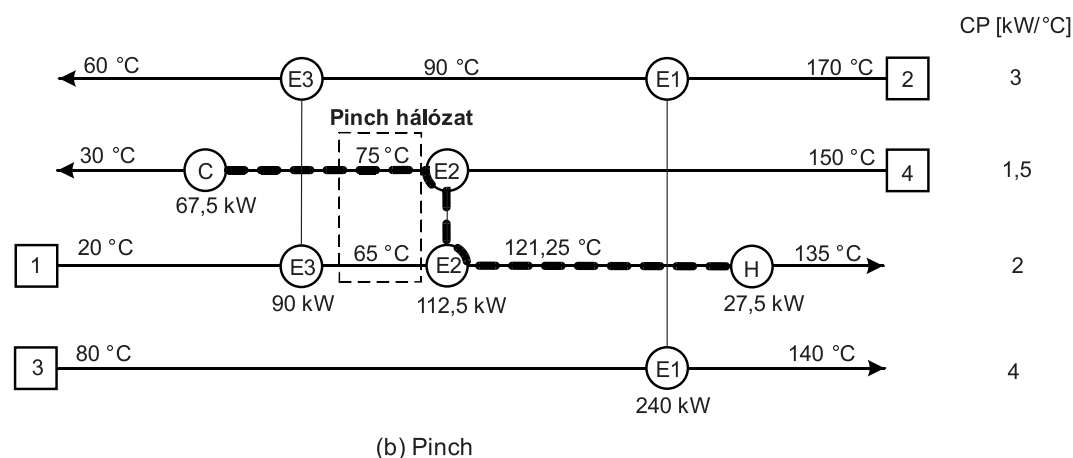 CP [kW/°C]
60 °C E3 90 °C E1 170 °C 2 3
Pinch hálózat
30 °C C 75 °C E2 150 °C 4 1,5
67,5 kW
1 20 °C E3 65 °C E2 121,25 °C H 135 °C 2
90 kW 112,5 kW 27,5 kW
3 80 °C E1 140 °C 4
240 kW
(b) Pinch